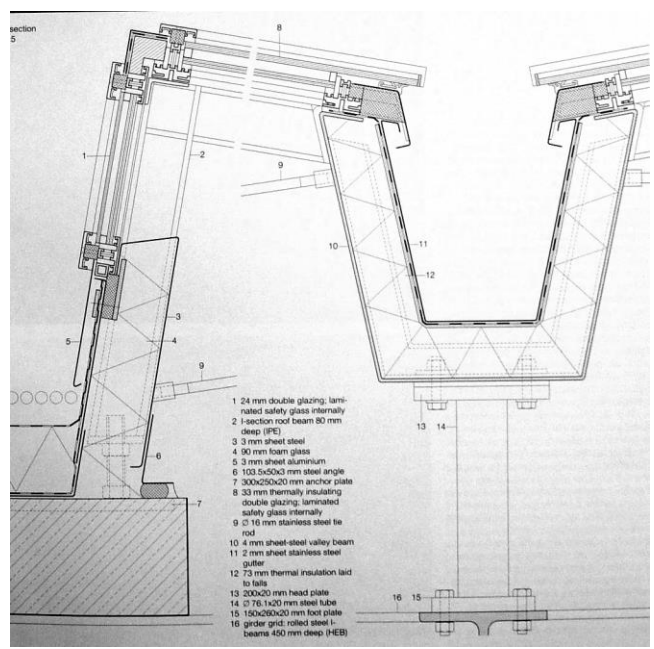 section
5
8
1
2
9
10
11
12
3
4
5
9
13 14
6
7
16 15
1 24 mm double glazing; lami-
nated safety glass internally
2 I-section roof beam 80 mm
deep (IPE)
3 3 mm sheet steel
4 90 mm foam glass
5 3 mm sheet aluminium
6 103.5x50x3 mm steel angle
7 300x250x20 mm anchor plate
8 33 mm thermally insulating
double glazing; laminated
safety glass internally
9 ∅ 16 mm stainless steel tie
rod
10 4 mm sheet-steel valley beam
11 2 mm sheet stainless steel
gutter
12 73 mm thermal insulation laid
to falls
13 200x20 mm head plate
14 ∅ 76.1x20 mm steel tube
15 150x260x20 mm foot plate
16 girder grid: rolled steel I-
beams 450 mm deep (HEB)